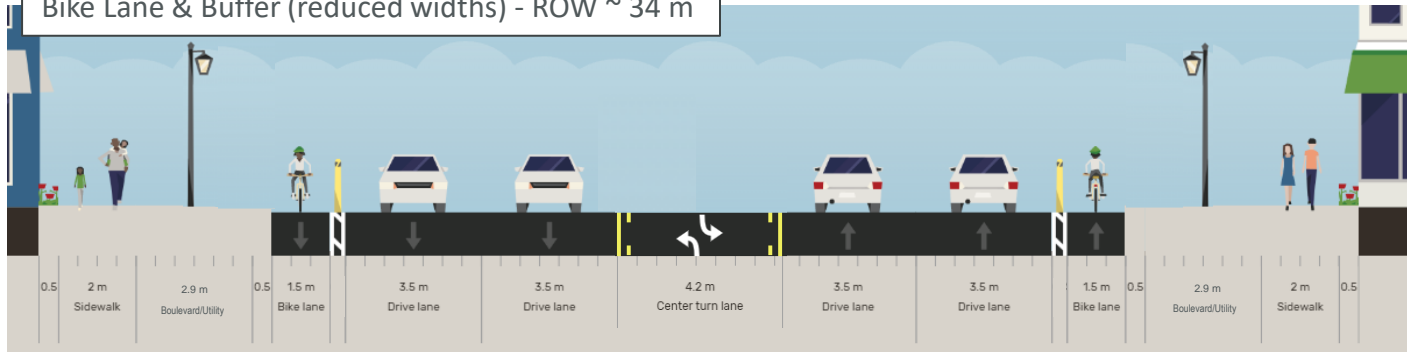 Bike Lane & Buffer (reduced widths) - ROW ~ 34 m
0.5
2 m
Sidewalk
2.9 m
Boulevard/Utility
0.5
1.5 m
Bike lane
3.5 m
Drive lane
3.5 m
Drive lane
4.2 m
Center turn lane
3.5 m
Drive lane
3.5 m
Drive lane
1.5 m
Bike lane
0.5
2.9 m
Boulevard/Utility
2 m
Sidewalk
0.5